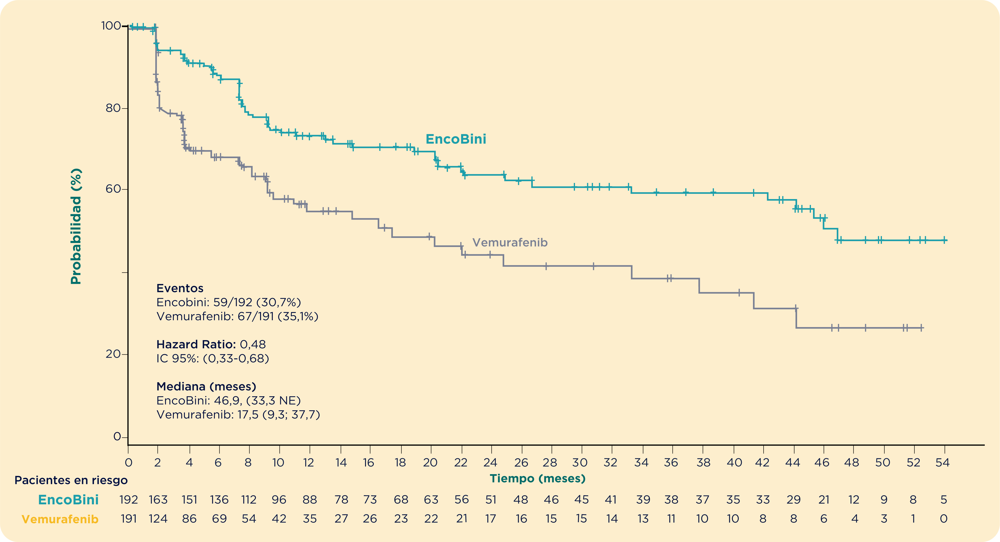 100
80
60
20
0
Probabilidad (%)
EncoBini
Vemurafenib
Eventos
Encobini: 59/192 (30,7%)
Vemurafenib: 67/191 (35,1%)
Hazard Ratio: 0,48
IC 95%: (0,33-0,68)
Mediana (meses)
EncoBini: 46,9, (33,3 NE)
Vemurafenib: 17,5 (9,3; 37,7)
0 2 4 6 8 10 12 14 16 18 20 22 24 26 28 30 32 34 36 38 40 42 44 46 48 50 52 54
Tiempo (meses)
Pacientes en riesgo
EncoBini 192 163 151 136 112 96 88 78 73 68 63 56 51 48 46 45 41 39 38 37 35 33 29 21 12 9 8 5
Vemurafenib 191 124 86 69 54 42 35 27 26 23 22 21 17 16 15 15 14 13 11 10 10 8 8 6 4 3 1 0